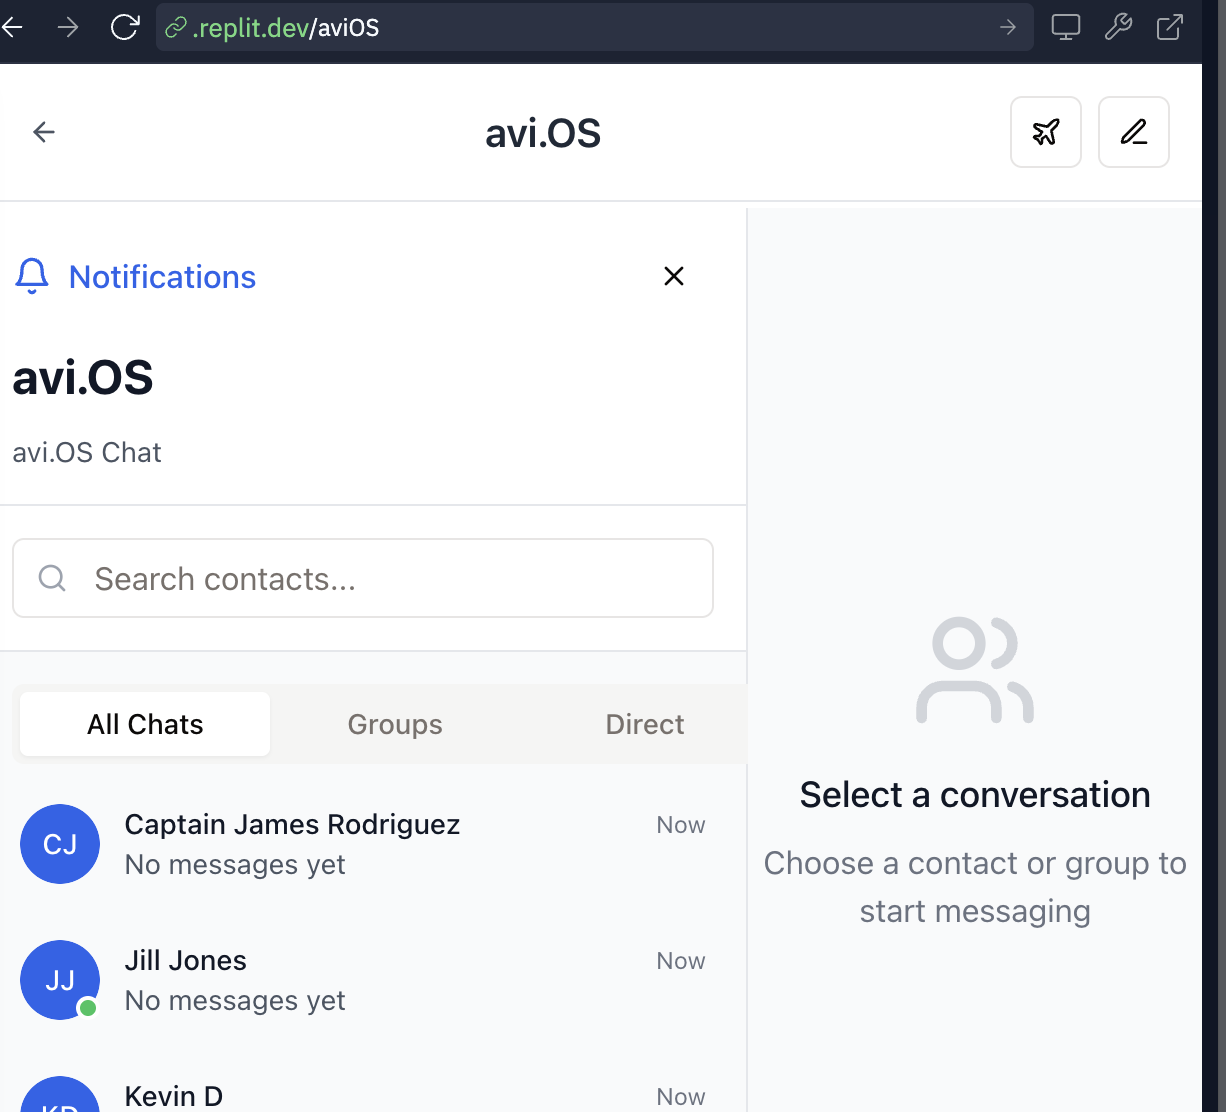 .replit.dev/aviOS
avi.OS
Notifications
avi.OS
avi.OS Chat
Search contacts...
All Chats Groups Direct
CJ Captain James Rodriguez Now
No messages yet
JJ Jill Jones Now
No messages yet
KD Kevin D Now
Select a conversation
Choose a contact or group to
start messaging